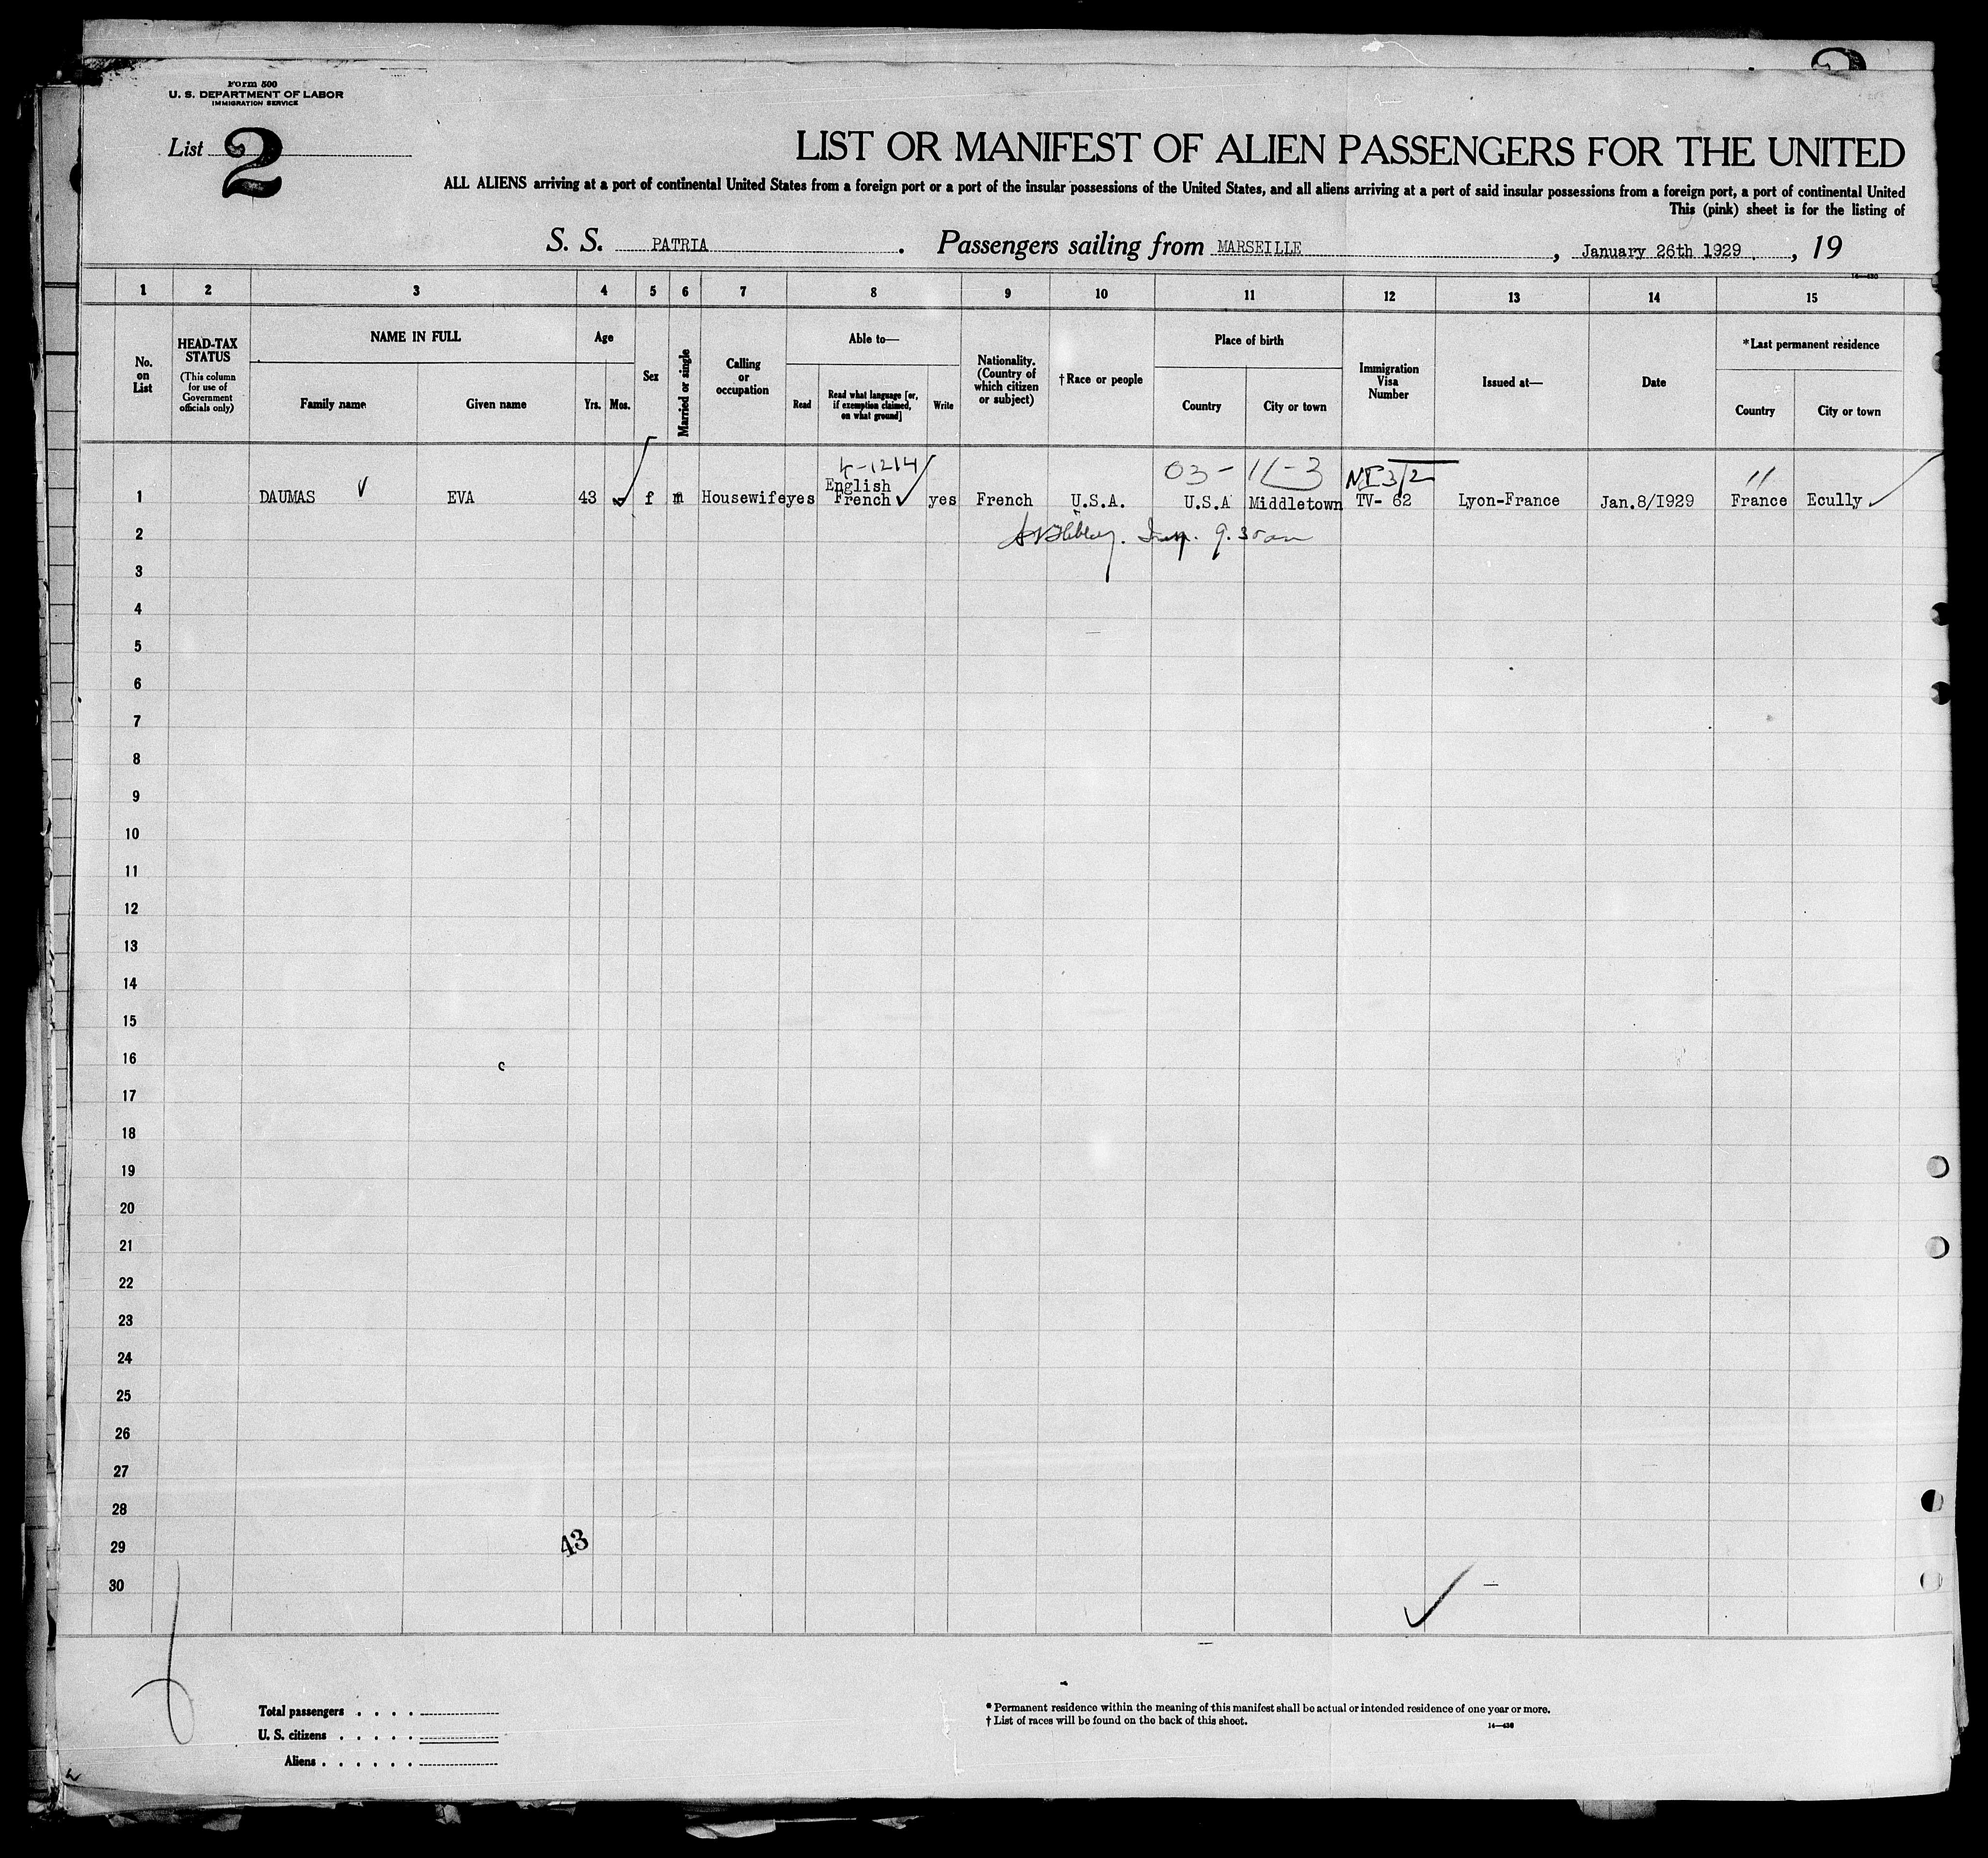 Form 500
U. S. DEPARTMENT OF LABOR
IMMIGRATION SERVICE
List 2
LIST OR MANIFEST OF ALIEN PASSENGERS FOR THE UNITED
ALL ALIENS arriving at a port of continental United States from a foreign port or a port of the insular possessions of the United States, and all aliens arriving at a port of said insular possessions from a foreign port, a port of continental United
This (pink) sheet is for the listing of
S. S. PATRIA . Passengers sailing from MARSEILLE , January 26th 1929 , 19
14—430
1 2 3 4 5 6 7 8 9 10 11 12 13 14 15
No. on List
HEAD-TAX STATUS (This column for use of Government officials only)
NAME IN FULL
Family name Given name
Age
Yrs. Mos.
Sex
Married or single
Calling or occupation
Able to—
Read Read what language [or, if exemption claimed, on what ground] Write
Nationality. (Country of which citizen or subject)
†Race or people
Place of birth
Country City or town
Immigration Visa Number
Issued at—
Date
*Last permanent residence
Country City or town
4-1214 03- 11-3
English
1 DAUMAS EVA 43 f m Housewife yes French yes French U.S.A. U.S.A Middletown TV- 62 Lyon-France Jan.8/1929 France Ecully
2 Insp. 9.30am
3
4
5
6
7
8
9
10
11
12
13
14
15
16
17
18
19
20
21
22
23
24
25
26
27
28
29
43
30
Total passengers . . . .
U. S. citizens . . . . .
Aliens . . . . . .
* Permanent residence within the meaning of this manifest shall be actual or intended residence of one year or more.
† List of races will be found on the back of this sheet.
14—430